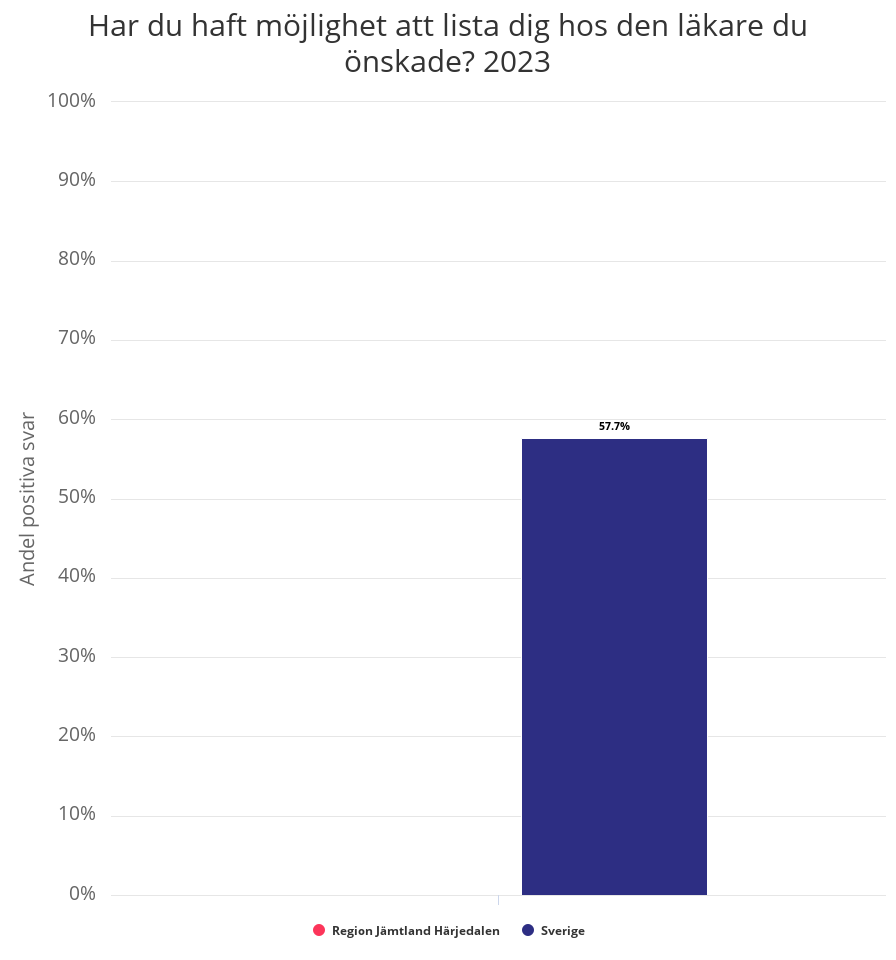 Har du haft möjlighet att lista dig hos den läkare du
önskade? 2023
Andel positiva svar
100%
90%
80%
70%
60%
50%
40%
30%
20%
10%
0%
57.7%
Region Jämtland Härjedalen
Sverige